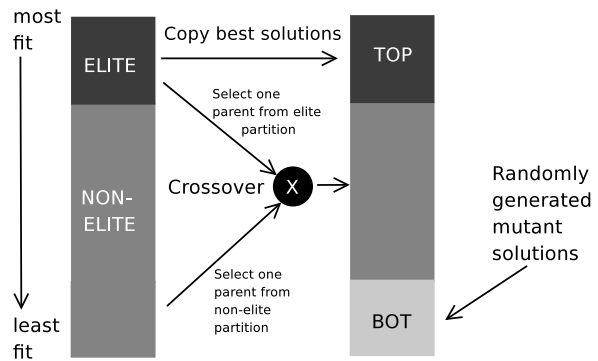 most
fit
ELITE
NON-
ELITE
least
fit
Copy best solutions
Select one
parent from elite
partition
Crossover
X
Select one
parent from
non-elite
partition
TOP
BOT
Randomly
generated
mutant
solutions